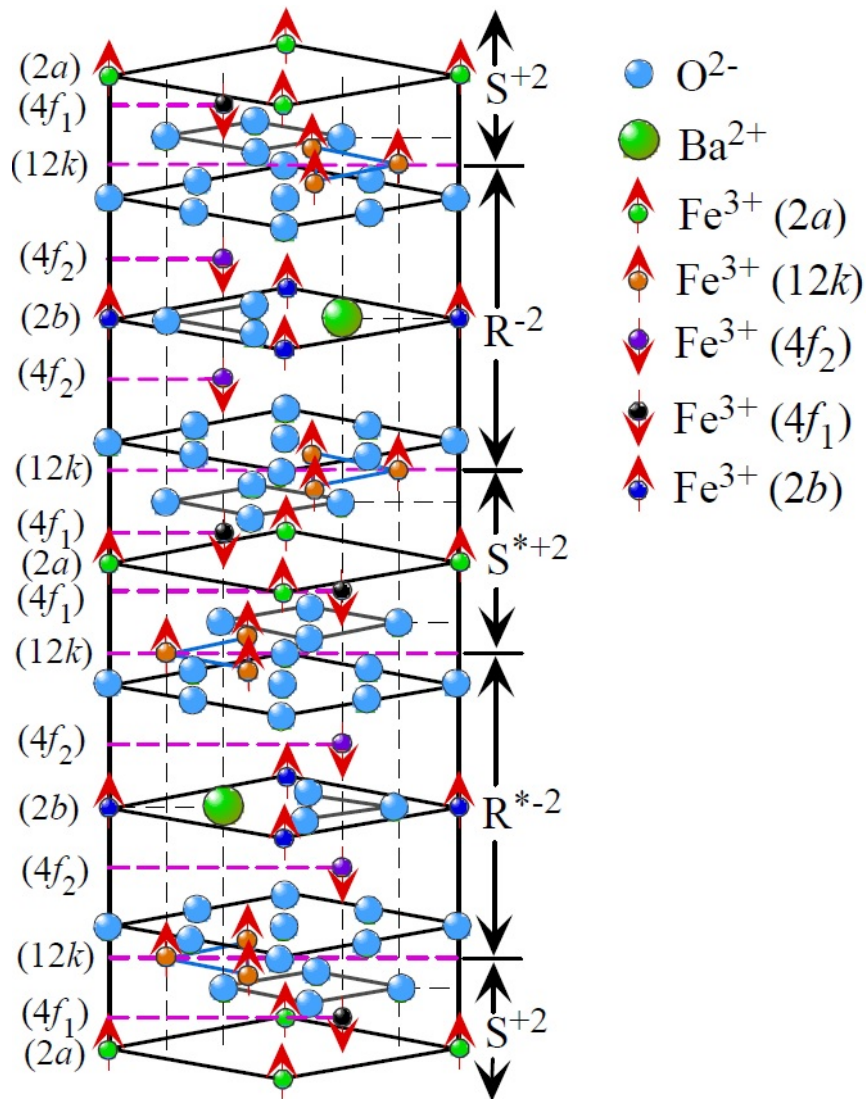 (2a)
(4f₁)
(12k)
(4f₂)
(2b)
(4f₂)
(12k)
(4f₁)
(2a)
(4f₁)
(12k)
(4f₂)
(2b)
(4f₂)
(12k)
(4f₁)
(2a)
S⁺²
R⁻²
S*⁺²
R*⁻²
S⁺²
O²⁻
Ba²⁺
Fe³⁺ (2a)
Fe³⁺ (12k)
Fe³⁺ (4f₂)
Fe³⁺ (4f₁)
Fe³⁺ (2b)